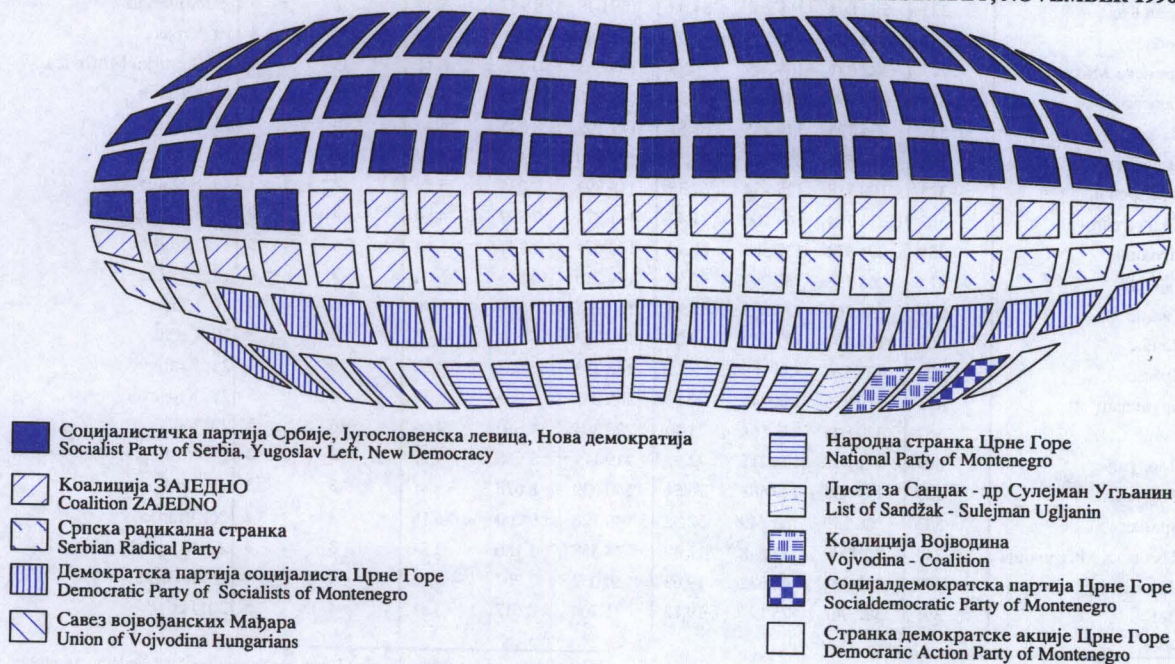 NOVEMBER 1996
Социјалистичка партија Србије, Југословенска левица, Нова демократија
Socialist Party of Serbia, Yugoslav Left, New Democracy
Коалиција ЗАЈЕДНО
Coalition ZAJEDNO
Српска радикална странка
Serbian Radical Party
Демократска партија социјалиста Црне Горе
Democratic Party of Socialists of Montenegro
Савез војвођанских Мађара
Union of Vojvodina Hungarians
Народна странка Црне Горе
National Party of Montenegro
Листа за Санџак - др Сулејман Угљанин
List of Sandžak - Sulejman Ugljanin
Коалиција Војводина
Vojvodina - Coalition
Социјалдемократска партија Црне Горе
Socialdemocratic Party of Montenegro
Странка демократске акције Црне Горе
Democraric Action Party of Montenegro